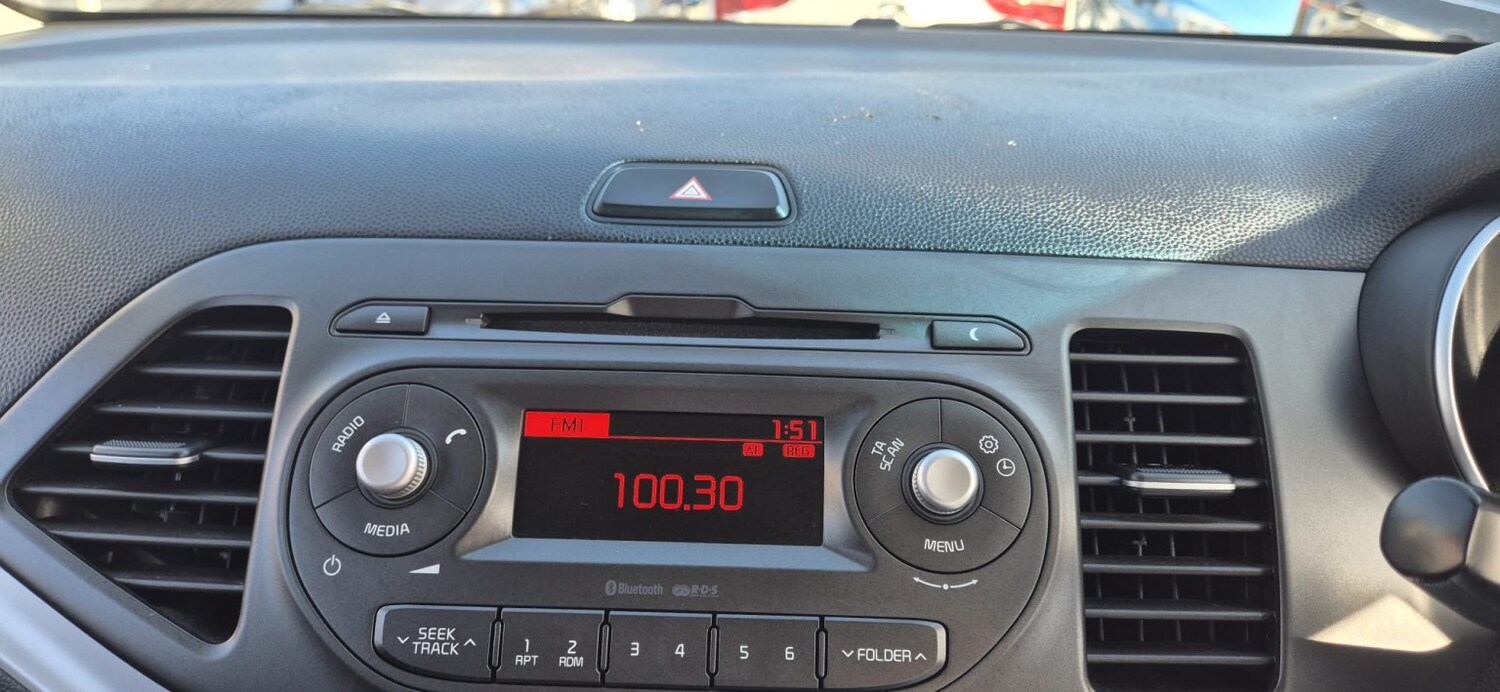 RADIO
MEDIA
FM1 1:51
AF REG
100.30
TA
SCAN
MENU
Bluetooth R·D·S
SEEK
TRACK
1 2
RPT RDM
3 4
5 6
FOLDER